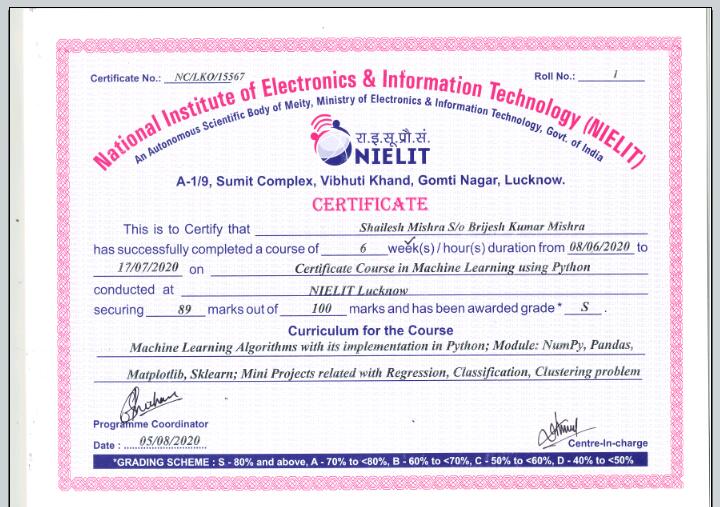 Certificate No.: NC/LKO/15567 Roll No.: 1
National Institute of Electronics & Information Technology (NIELIT)
An Autonomous Scientific Body of Meity, Ministry of Electronics & Information Technology, Govt. of India
रा.इ.सू.प्रौ.सं.
NIELIT
A-1/9, Sumit Complex, Vibhuti Khand, Gomti Nagar, Lucknow.
CERTIFICATE
This is to Certify that Shailesh Mishra S/o Brijesh Kumar Mishra
has successfully completed a course of 6 week(s) / hour(s) duration from 08/06/2020 to
17/07/2020 on Certificate Course in Machine Learning using Python
conducted at NIELIT Lucknow
securing 89 marks out of 100 marks and has been awarded grade* S .
Curriculum for the Course
Machine Learning Algorithms with its implementation in Python; Module: NumPy, Pandas,
Matplotlib, Sklearn; Mini Projects related with Regression, Classification, Clustering problem
Programme Coordinator
Centre-In-charge
Date : 05/08/2020
*GRADING SCHEME : S - 80% and above, A - 70% to <80%, B - 60% to <70%, C - 50% to <60%, D - 40% to <50%